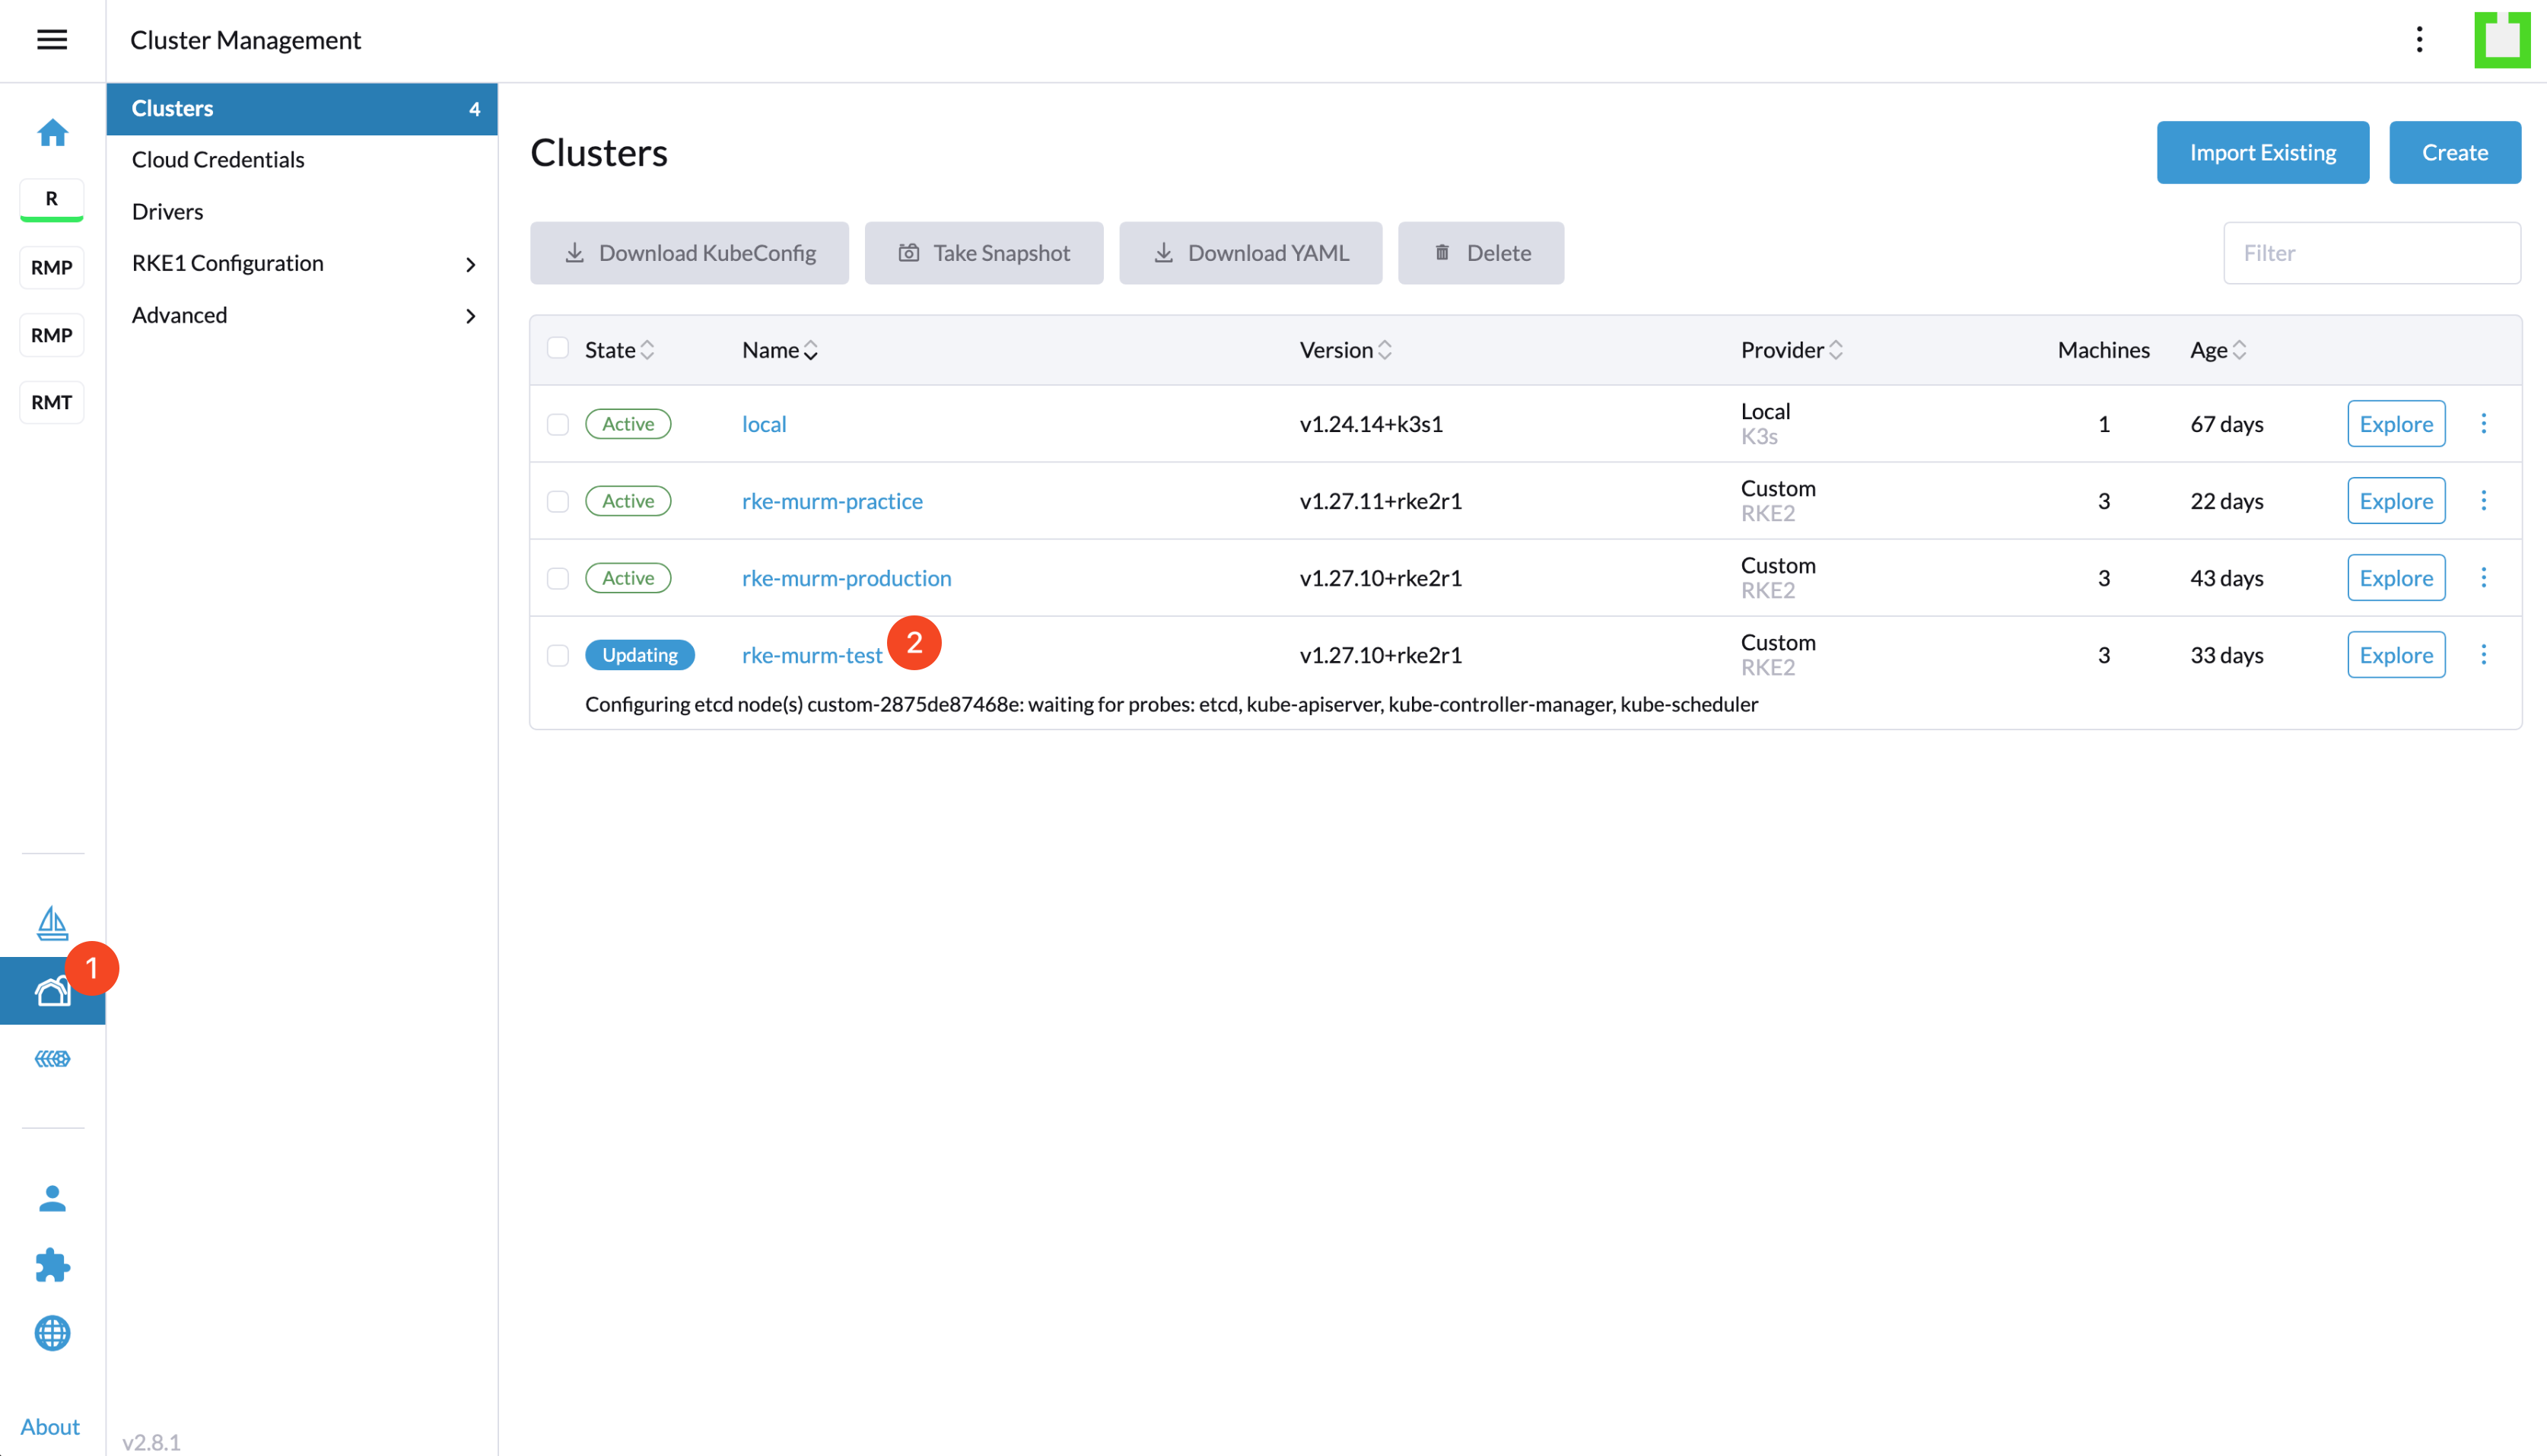 Cluster Management
R
RMP
RMP
RMT
1
About
Clusters 4
Cloud Credentials
Drivers
RKE1 Configuration
Advanced
v2.8.1
Clusters
Import Existing
Create
Download KubeConfig
Take Snapshot
Download YAML
Delete
Filter
State Name Version Provider Machines Age
Active local v1.24.14+k3s1 Local 1 67 days Explore
K3s
Active rke-murm-practice v1.27.11+rke2r1 Custom 3 22 days Explore
RKE2
Active rke-murm-production v1.27.10+rke2r1 Custom 3 43 days Explore
RKE2
Updating rke-murm-test 2 v1.27.10+rke2r1 Custom 3 33 days Explore
RKE2
Configuring etcd node(s) custom-2875de87468e: waiting for probes: etcd, kube-apiserver, kube-controller-manager, kube-scheduler